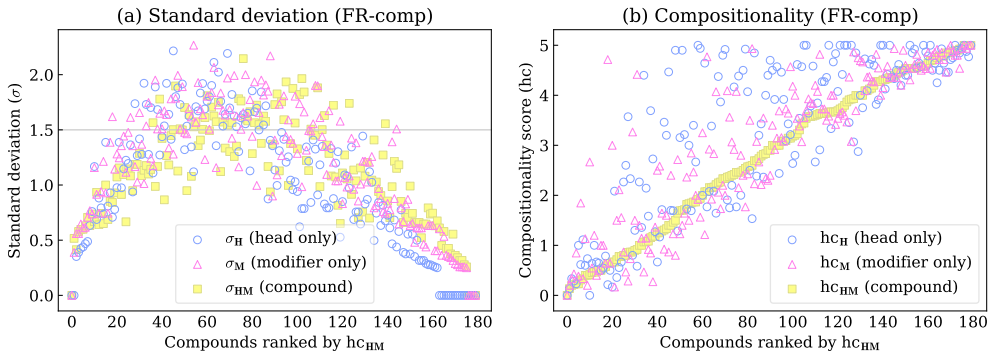 (a) Standard deviation (FR-comp)
Standard deviation (σ)
2.0
1.5
1.0
0.5
0.0
0 20 40 60 80 100 120 140 160 180
Compounds ranked by hcHM
σH (head only)
σM (modifier only)
σHM (compound)
(b) Compositionality (FR-comp)
Compositionality score (hc)
5
4
3
2
1
0
0 20 40 60 80 100 120 140 160 180
Compounds ranked by hcHM
hcH (head only)
hcM (modifier only)
hcHM (compound)